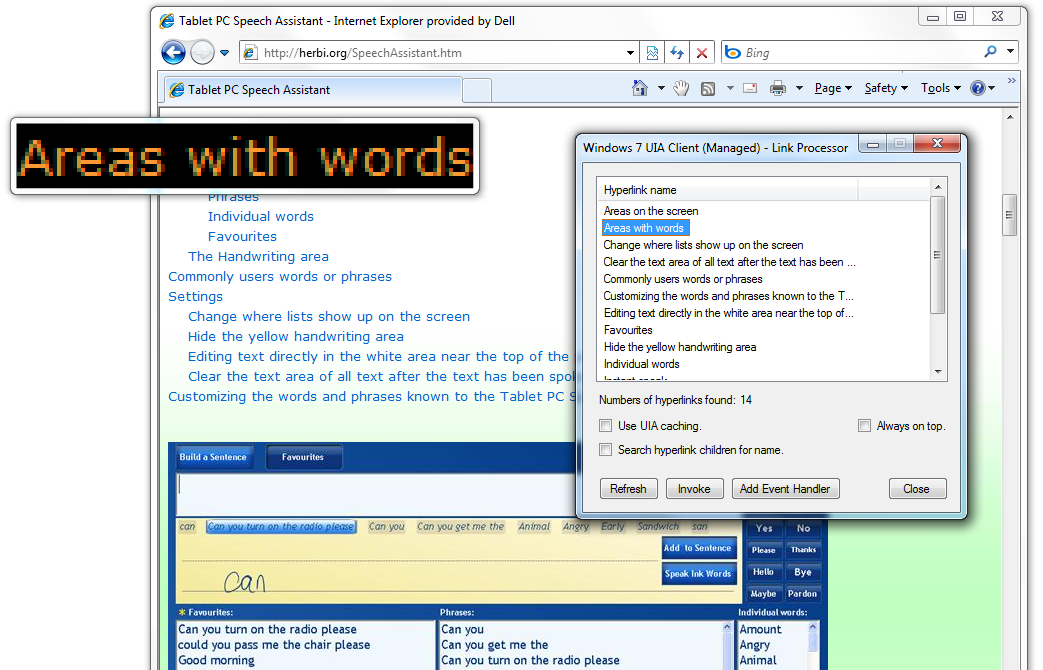 Tablet PC Speech Assistant - Internet Explorer provided by Dell
http://herbi.org/SpeechAssistant.htm
Bing
Tablet PC Speech Assistant
Page
Safety
Tools
Areas with words
Phrases
Individual words
Favourites
The Handwriting area
Commonly users words or phrases
Settings
Change where lists show up on the screen
Hide the yellow handwriting area
Editing text directly in the white area near the top of the
Clear the text area of all text after the text has been spo
Customizing the words and phrases known to the Tablet PC S
Windows 7 UIA Client (Managed) - Link Processor
Hyperlink name
Areas on the screen
Areas with words
Change where lists show up on the screen
Clear the text area of all text after the text has been ...
Commonly users words or phrases
Customizing the words and phrases known to the T...
Editing text directly in the white area near the top of...
Favourites
Hide the yellow handwriting area
Individual words
Numbers of hyperlinks found: 14
Use UIA caching.
Always on top.
Search hyperlink children for name.
Refresh
Invoke
Add Event Handler
Close
Build a Sentence
Favourites
can
Can you turn on the radio please
Can you
Can you get me the
Animal
Angry
Early
Sandwich
san
Add to Sentence
Speak Ink Words
can
Yes No
Please Thanks
Hello Bye
Maybe Pardon
Favourites:
Can you turn on the radio please
could you pass me the chair please
Good morning
Phrases:
Can you
Can you get me the
Can you turn on the radio please
Individual words:
Amount
Angry
Animal